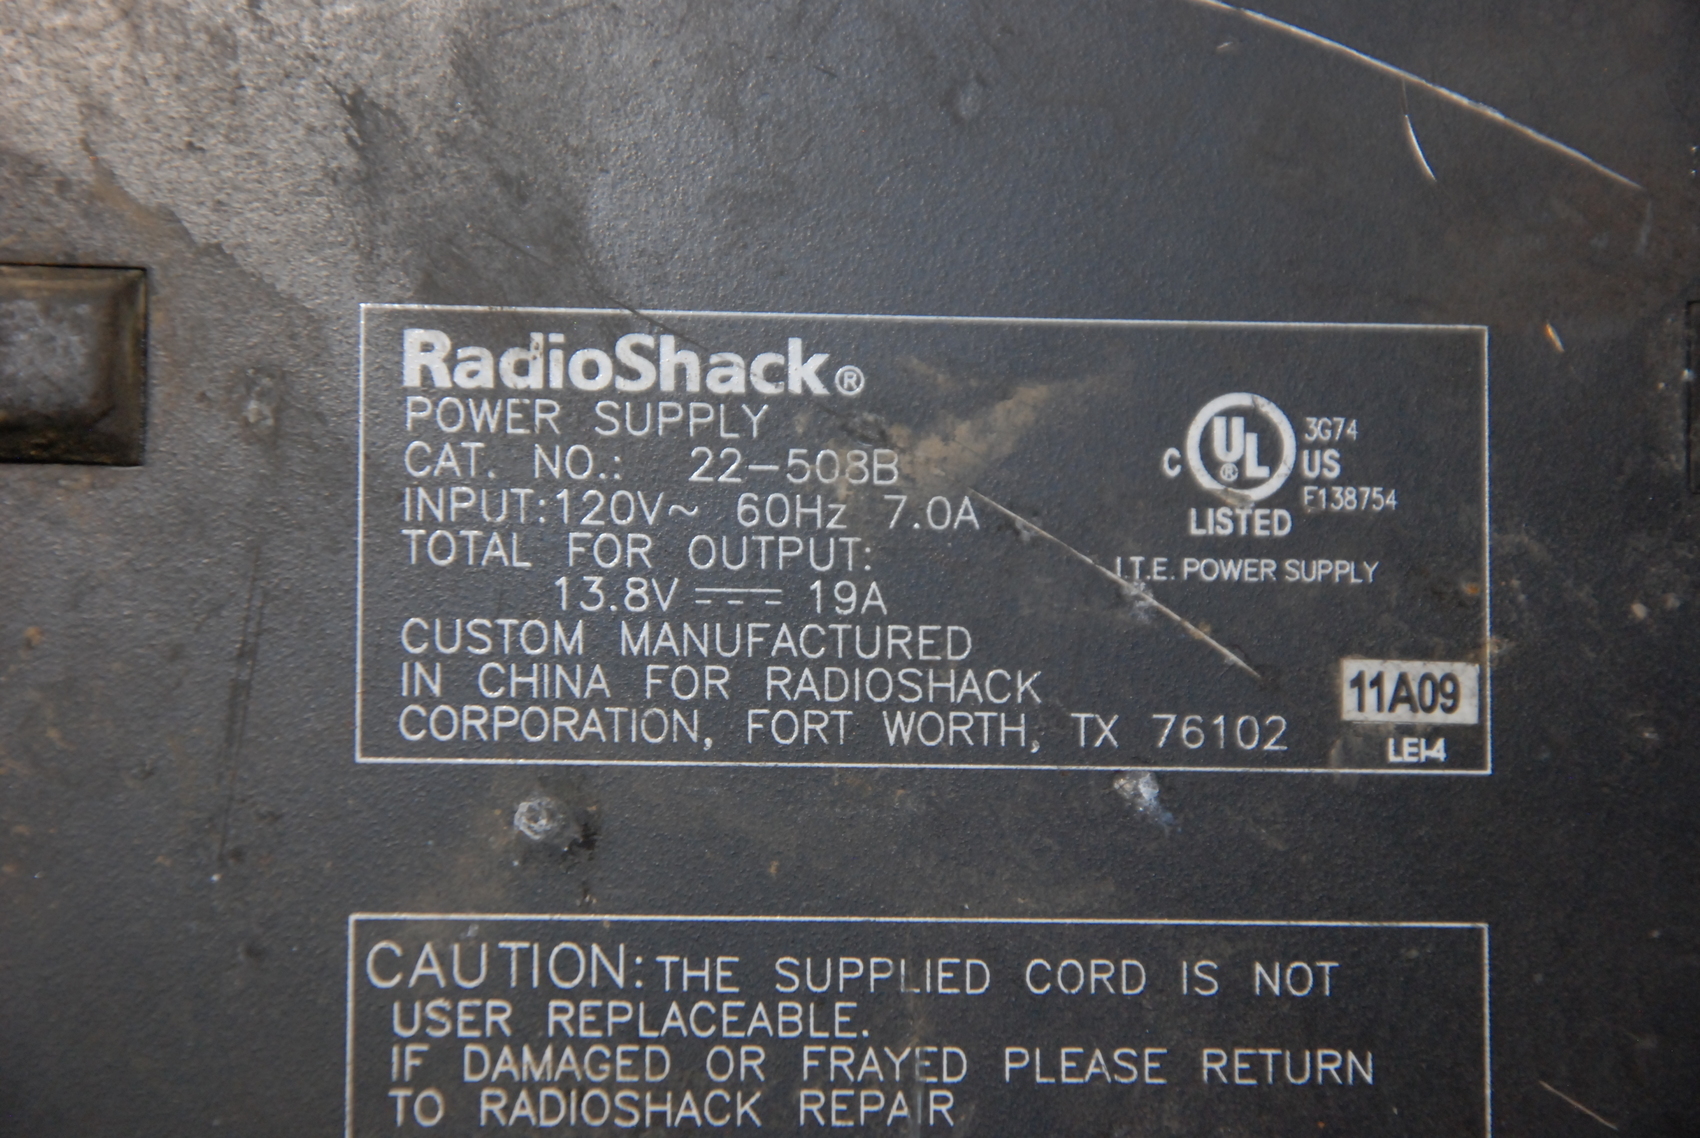 RadioShack®
POWER SUPPLY
CAT. NO.: 22-508B
INPUT:120V~ 60Hz 7.0A
TOTAL FOR OUTPUT:
13.8V ⎓ 19A
CUSTOM MANUFACTURED
IN CHINA FOR RADIOSHACK
CORPORATION, FORT WORTH, TX 76102
C UL® US
3G74
E138754
LISTED
I.T.E. POWER SUPPLY
11A09
LEI-4
CAUTION: THE SUPPLIED CORD IS NOT
USER REPLACEABLE.
IF DAMAGED OR FRAYED PLEASE RETURN
TO RADIOSHACK REPAIR